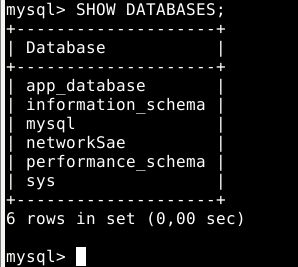 mysql> SHOW DATABASES;
+--------------------+
| Database           |
+--------------------+
| app_database       |
| information_schema |
| mysql              |
| networkSae         |
| performance_schema |
| sys                |
+--------------------+
6 rows in set (0,00 sec)
mysql>